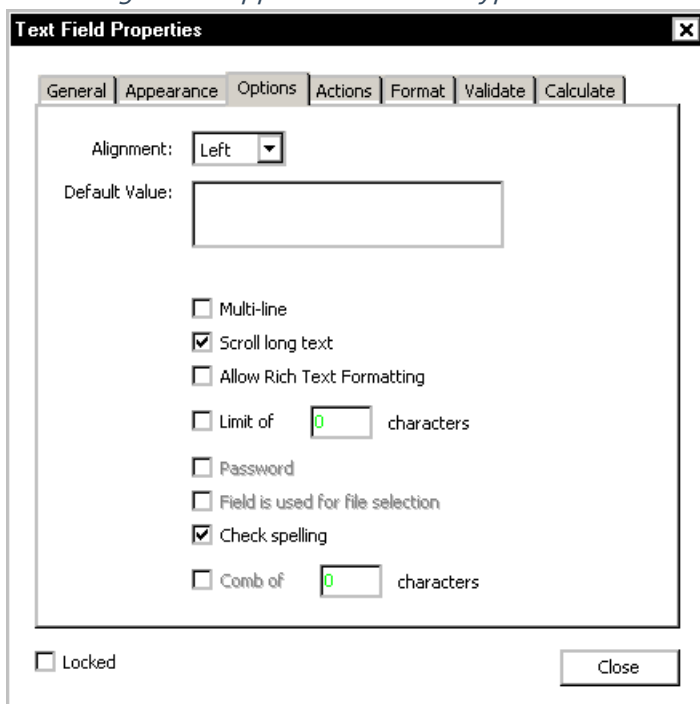 Text Field Properties
General Appearance Options Actions Format Validate Calculate
Alignment: Left
Default Value:
Multi-line
Scroll long text
Allow Rich Text Formatting
Limit of 0 characters
Password
Field is used for file selection
Check spelling
Comb of 0 characters
Locked Close